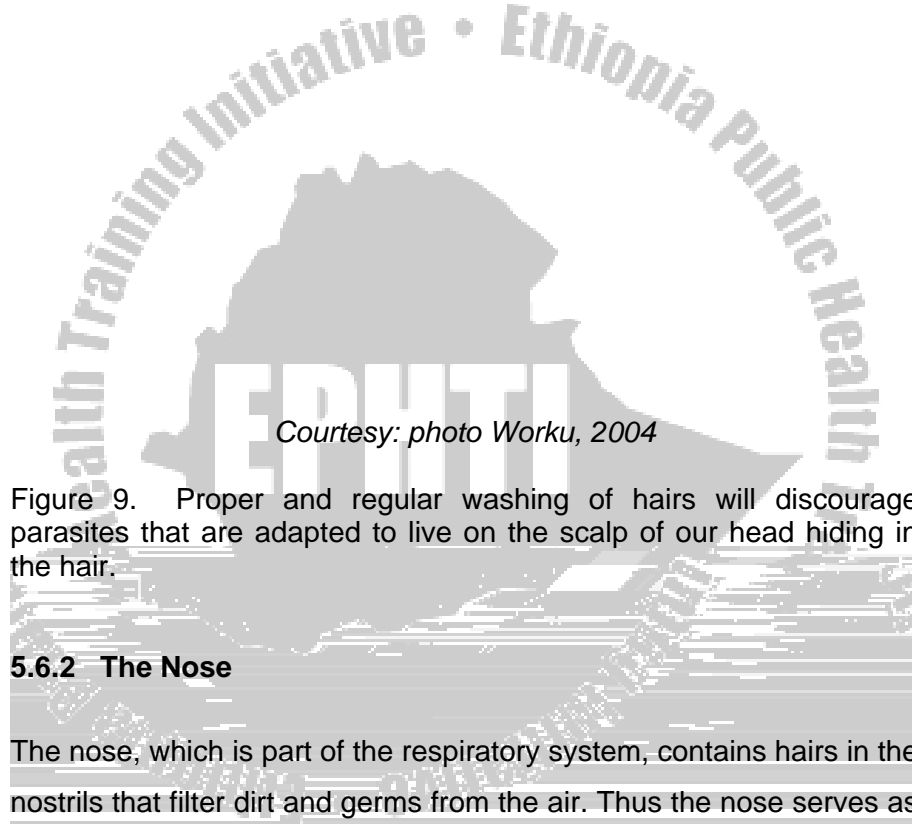 Health Training Initiative • Ethiopia Public Health
EPHTI
Courtesy: photo Worku, 2004
Figure 9. Proper and regular washing of hairs will discourage
parasites that are adapted to live on the scalp of our head hiding in
the hair.
5.6.2 The Nose
The nose, which is part of the respiratory system, contains hairs in the
nostrils that filter dirt and germs from the air. Thus the nose serves as